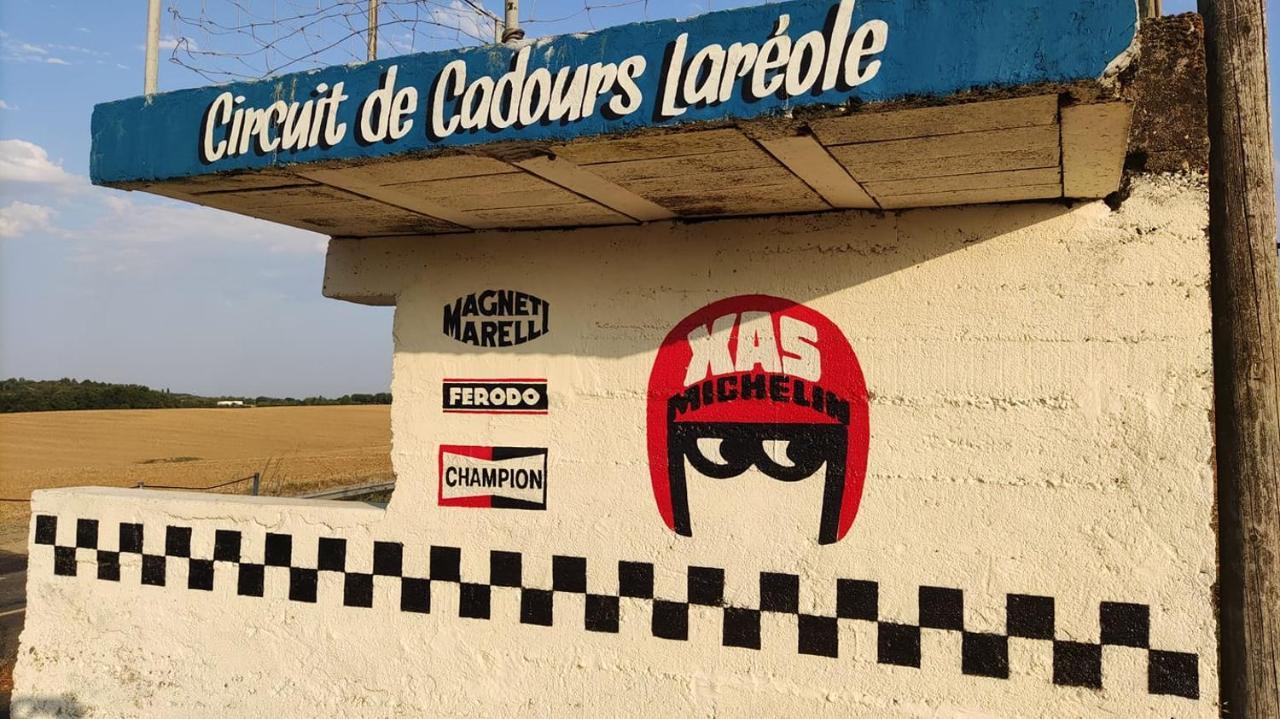 Circuit de Cadours Laréole
MAGNETI
MARELLI
FERODO
CHAMPION
XAS
MICHELIN